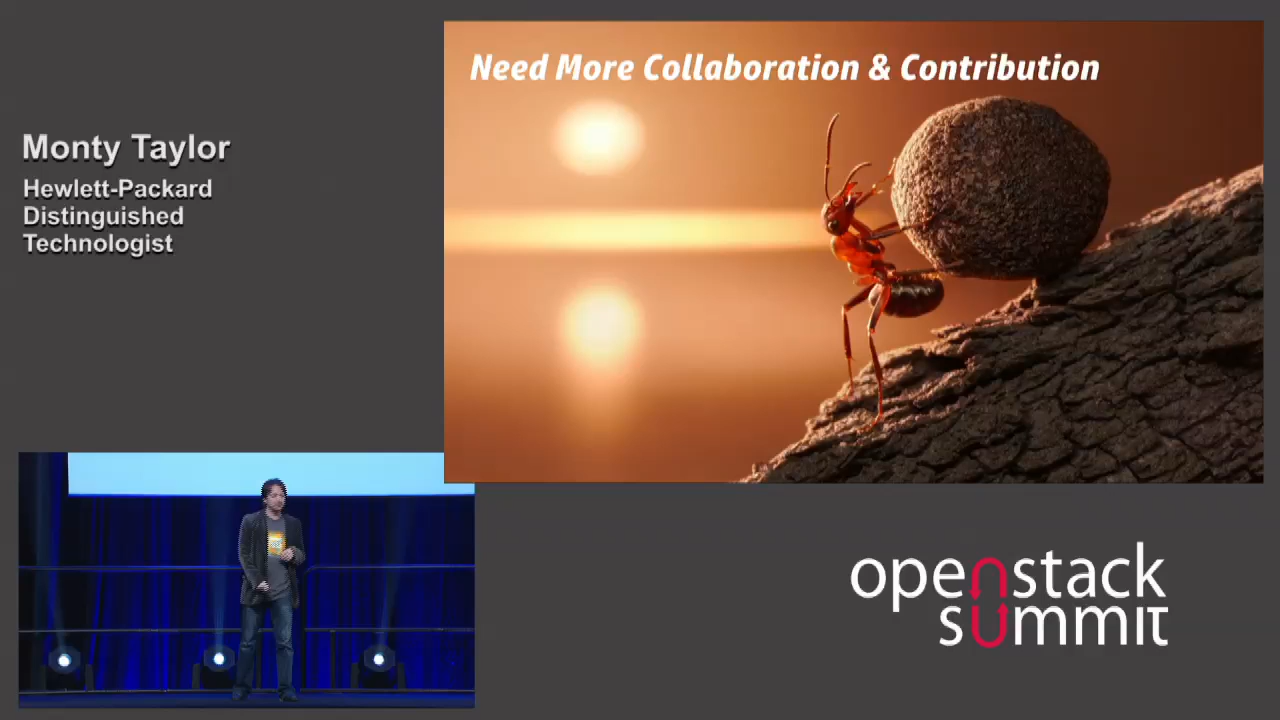 Need More Collaboration & Contribution
Monty Taylor
Hewlett-Packard
Distinguished
Technologist
openstack
summit